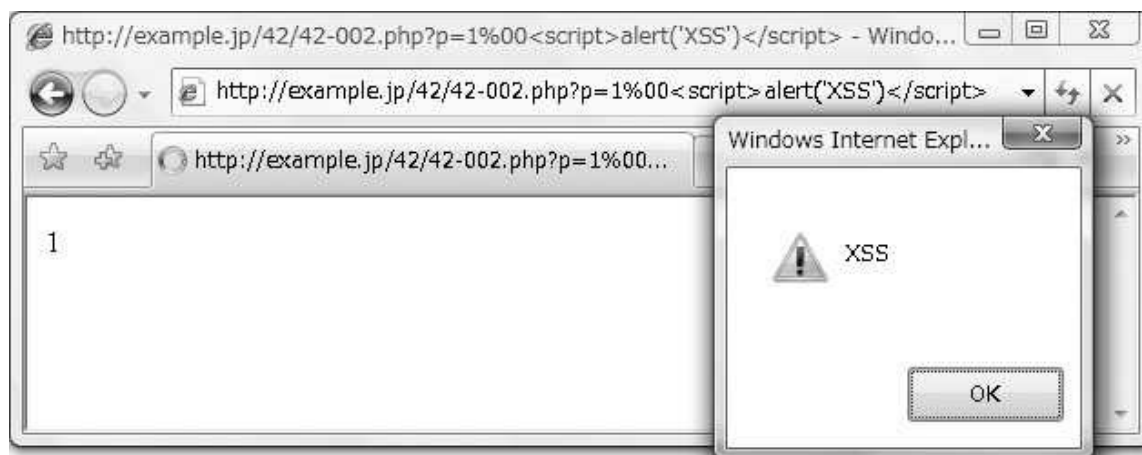 http://example.jp/42/42-002.php?p=1%00<script>alert('XSS')</script> - Windo...
http://example.jp/42/42-002.php?p=1%00<script>alert('XSS')</script>
http://example.jp/42/42-002.php?p=1%00...
1
Windows Internet Expl...
XSS
OK